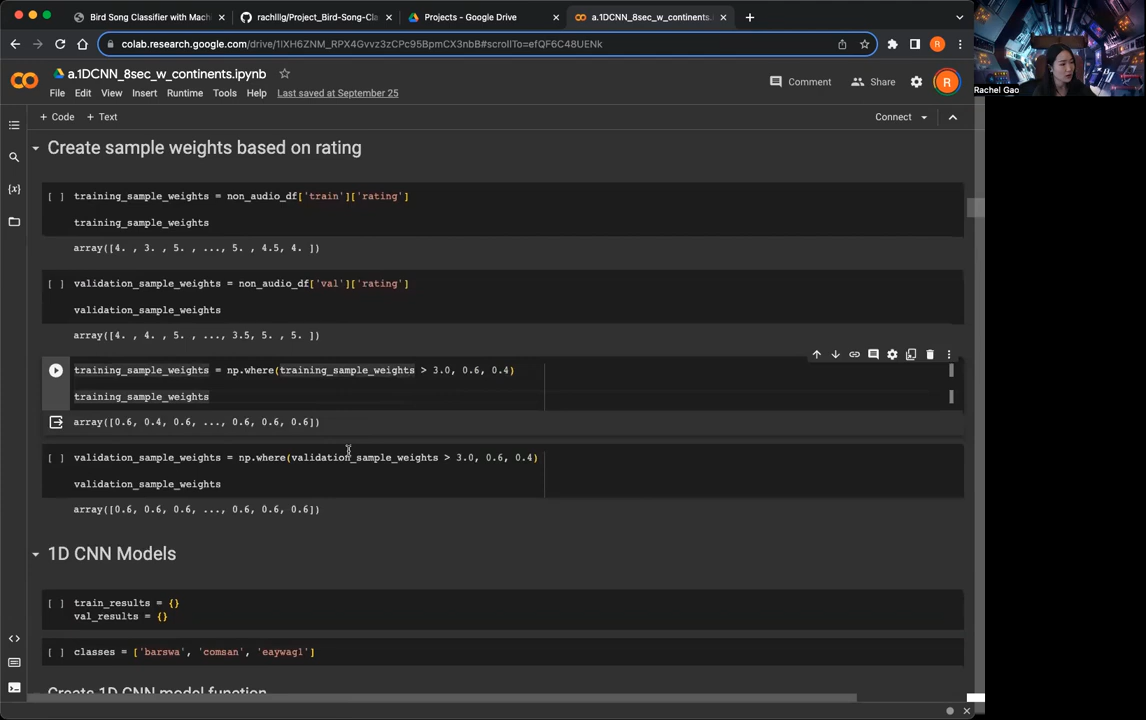 Bird Song Classifier with Mach
rachllg/Project_Bird-Song-Cla
Projects - Google Drive
a.1DCNN_8sec_w_continents.
colab.research.google.com/drive/1lXH6ZNM_RPX4Gvvz3zCPc95BpmCX3nbB#scrollTo=efQF6C48UENk
R
Rachel Gao
a.1DCNN_8sec_w_continents.ipynb
File Edit View Insert Runtime Tools Help Last saved at September 25
Comment Share R
+ Code + Text
Connect
Create sample weights based on rating
[ ] training_sample_weights = non_audio_df['train']['rating']
training_sample_weights
array([4. , 3. , 5. , ..., 5. , 4.5, 4. ])
[ ] validation_sample_weights = non_audio_df['val']['rating']
validation_sample_weights
array([4. , 4. , 5. , ..., 3.5, 5. , 5. ])
training_sample_weights = np.where(training_sample_weights > 3.0, 0.6, 0.4)
training_sample_weights
array([0.6, 0.4, 0.6, ..., 0.6, 0.6, 0.6])
[ ] validation_sample_weights = np.where(validation_sample_weights > 3.0, 0.6, 0.4)
validation_sample_weights
array([0.6, 0.6, 0.6, ..., 0.6, 0.6, 0.6])
1D CNN Models
[ ] train_results = {}
val_results = {}
[ ] classes = ['barswa', 'comsan', 'eaywag1']
Create 1D CNN model function